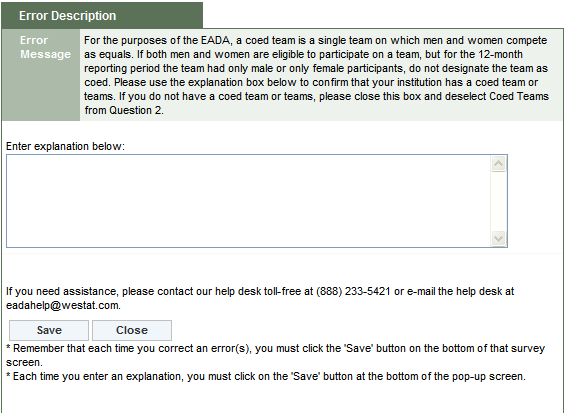 Error Description
Error Message
For the purposes of the EADA, a coed team is a single team on which men and women compete
as equals. If both men and women are eligible to participate on a team, but for the 12-month
reporting period the team had only male or only female participants, do not designate the team as
coed. Please use the explanation box below to confirm that your institution has a coed team or
teams. If you do not have a coed team or teams, please close this box and deselect Coed Teams
from Question 2.
Enter explanation below:
If you need assistance, please contact our help desk toll-free at (888) 233-5421 or e-mail the help desk at
eadahelp@westat.com.
Save Close
* Remember that each time you correct an error(s), you must click the 'Save' button on the bottom of that survey
screen.
* Each time you enter an explanation, you must click on the 'Save' button at the bottom of the pop-up screen.